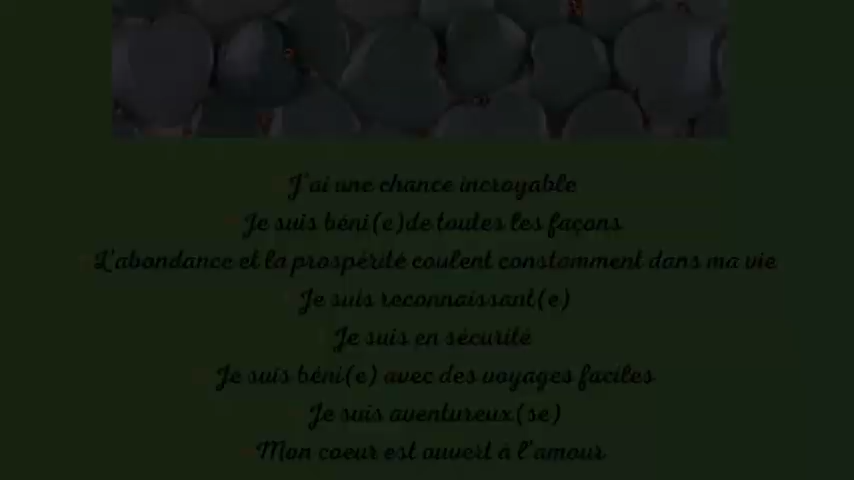 J'ai une chance incroyable
Je suis béni(e)de toutes les façons
L'abondance et la prospérité coulent constamment dans ma vie
Je suis reconnaissant(e)
Je suis en sécurité
Je suis béni(e) avec des voyages faciles
Je suis aventureux(se)
Mon coeur est ouvert à l'amour